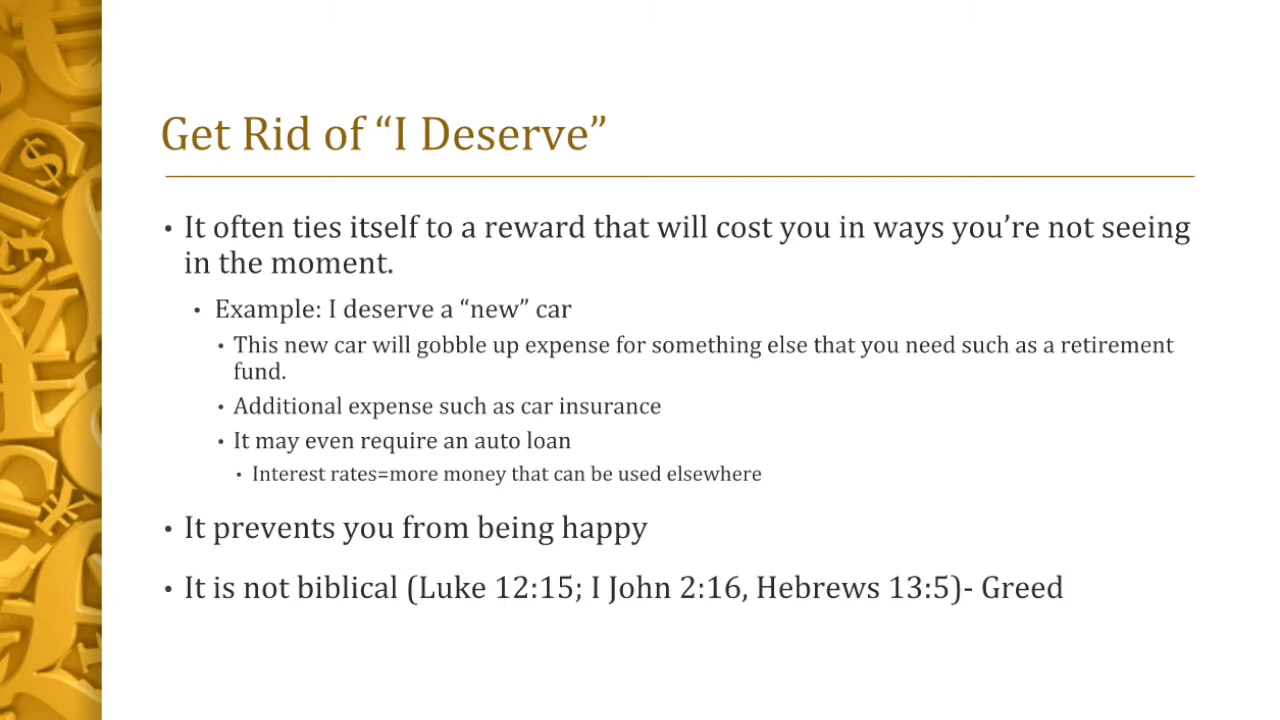 Get Rid of “I Deserve”
• It often ties itself to a reward that will cost you in ways you’re not seeing
in the moment.
• Example: I deserve a “new” car
• This new car will gobble up expense for something else that you need such as a retirement
fund.
• Additional expense such as car insurance
• It may even require an auto loan
• Interest rates=more money that can be used elsewhere
• It prevents you from being happy
• It is not biblical (Luke 12:15; I John 2:16, Hebrews 13:5)- Greed